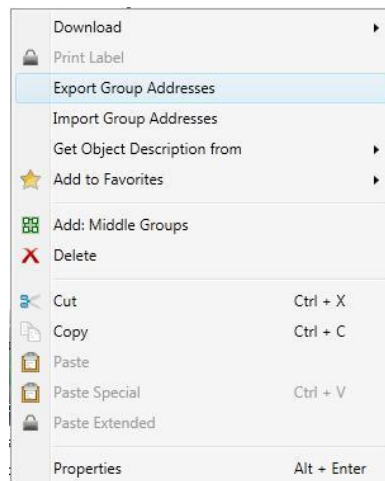 Download
Print Label
Export Group Addresses
Import Group Addresses
Get Object Description from
Add to Favorites
Add: Middle Groups
Delete
Cut Ctrl + X
Copy Ctrl + C
Paste
Paste Special Ctrl + V
Paste Extended
Properties Alt + Enter